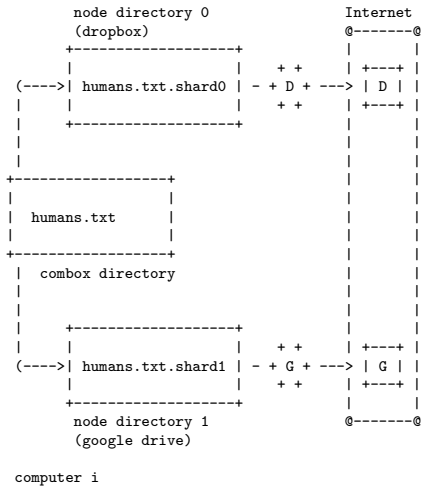 node directory 0 Internet
(dropbox) @-------@
+-------------------+ | |
| | + + | +---+ |
(---->| humans.txt.shard0 | - + D + ---> | D | |
| | | + + | +---+ |
| +-------------------+ | |
| | |
| | |
+------------------+ | |
| | | |
| humans.txt | | |
| | | |
+------------------+ | |
| combox directory | |
| | |
| | |
| +-------------------+ | |
| | | + + | +---+ |
(---->| humans.txt.shard1 | - + G + ---> | G | |
| | + + | +---+ |
+-------------------+ | |
node directory 1 @-------@
(google drive)
computer i